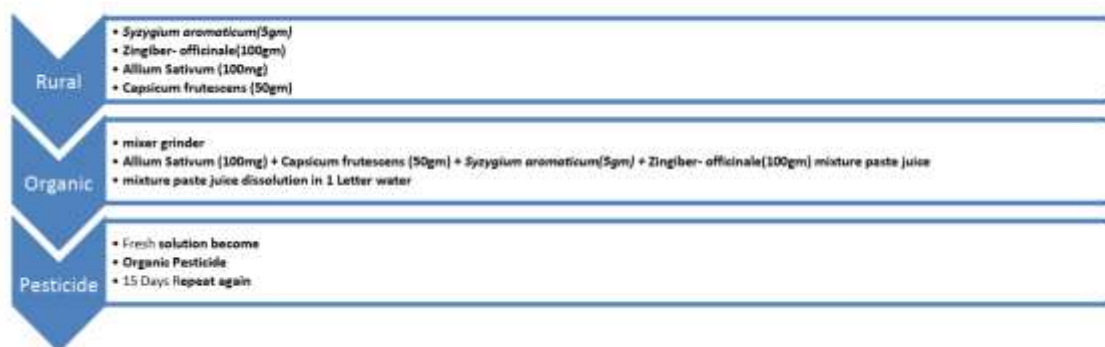 Rural
• Syzygium aromaticum(5gm)
• Zingiber- officinale(100gm)
• Allium Sativum (100mg)
• Capsicum frutescens (50gm)
Organic
• mixer grinder
• Allium Sativum (100mg) + Capsicum frutescens (50gm) + Syzygium aromaticum(5gm) + Zingiber- officinale(100gm) mixture paste juice
• mixture paste juice dissolution in 1 Letter water
Pesticide
• Fresh solution become
• Organic Pesticide
• 15 Days Repeat again